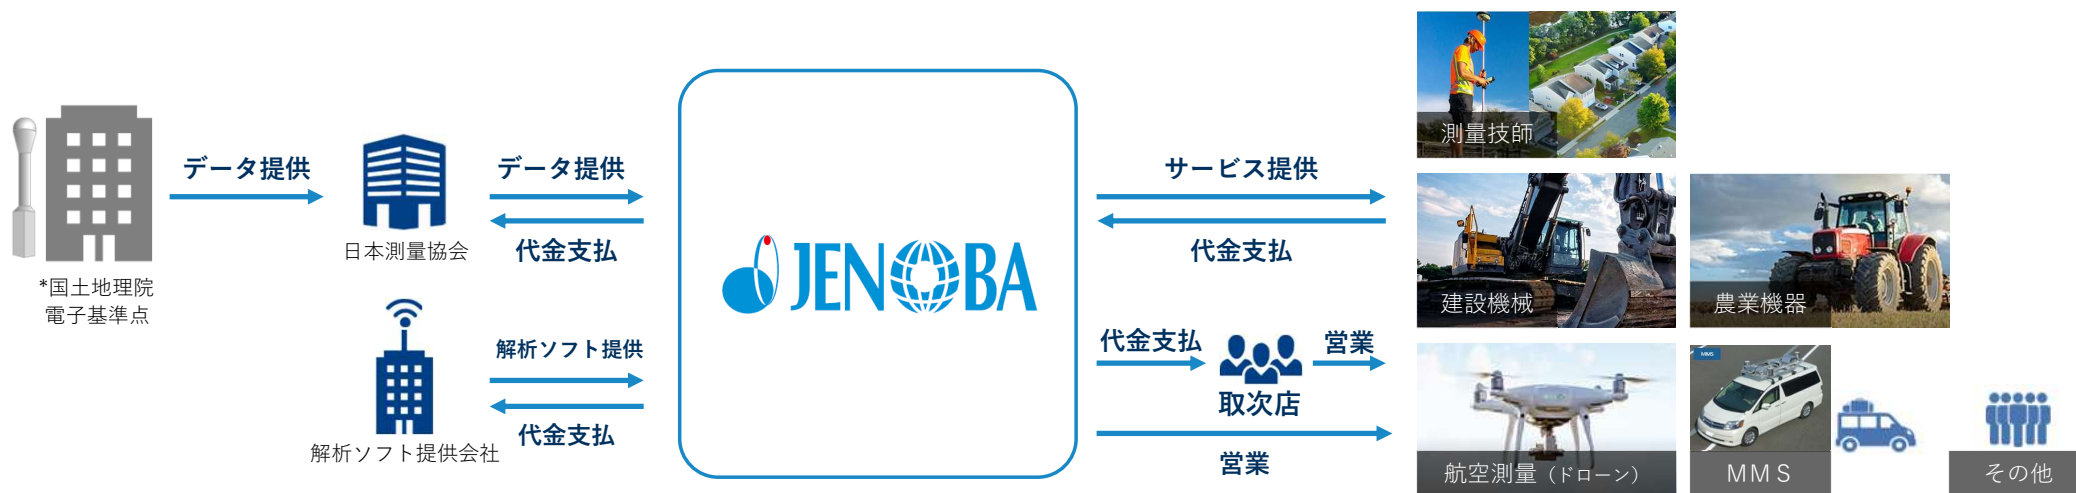 データ提供
*国土地理院
電子基準点
データ提供
代金支払
日本測量協会
解析ソフト提供
代金支払
解析ソフト提供会社
JENOBA
サービス提供
代金支払
代金支払
営業
取次店
営業
測量技師
建設機械
農業機器
航空測量（ドローン）
MMS
ＭＭＳ
その他